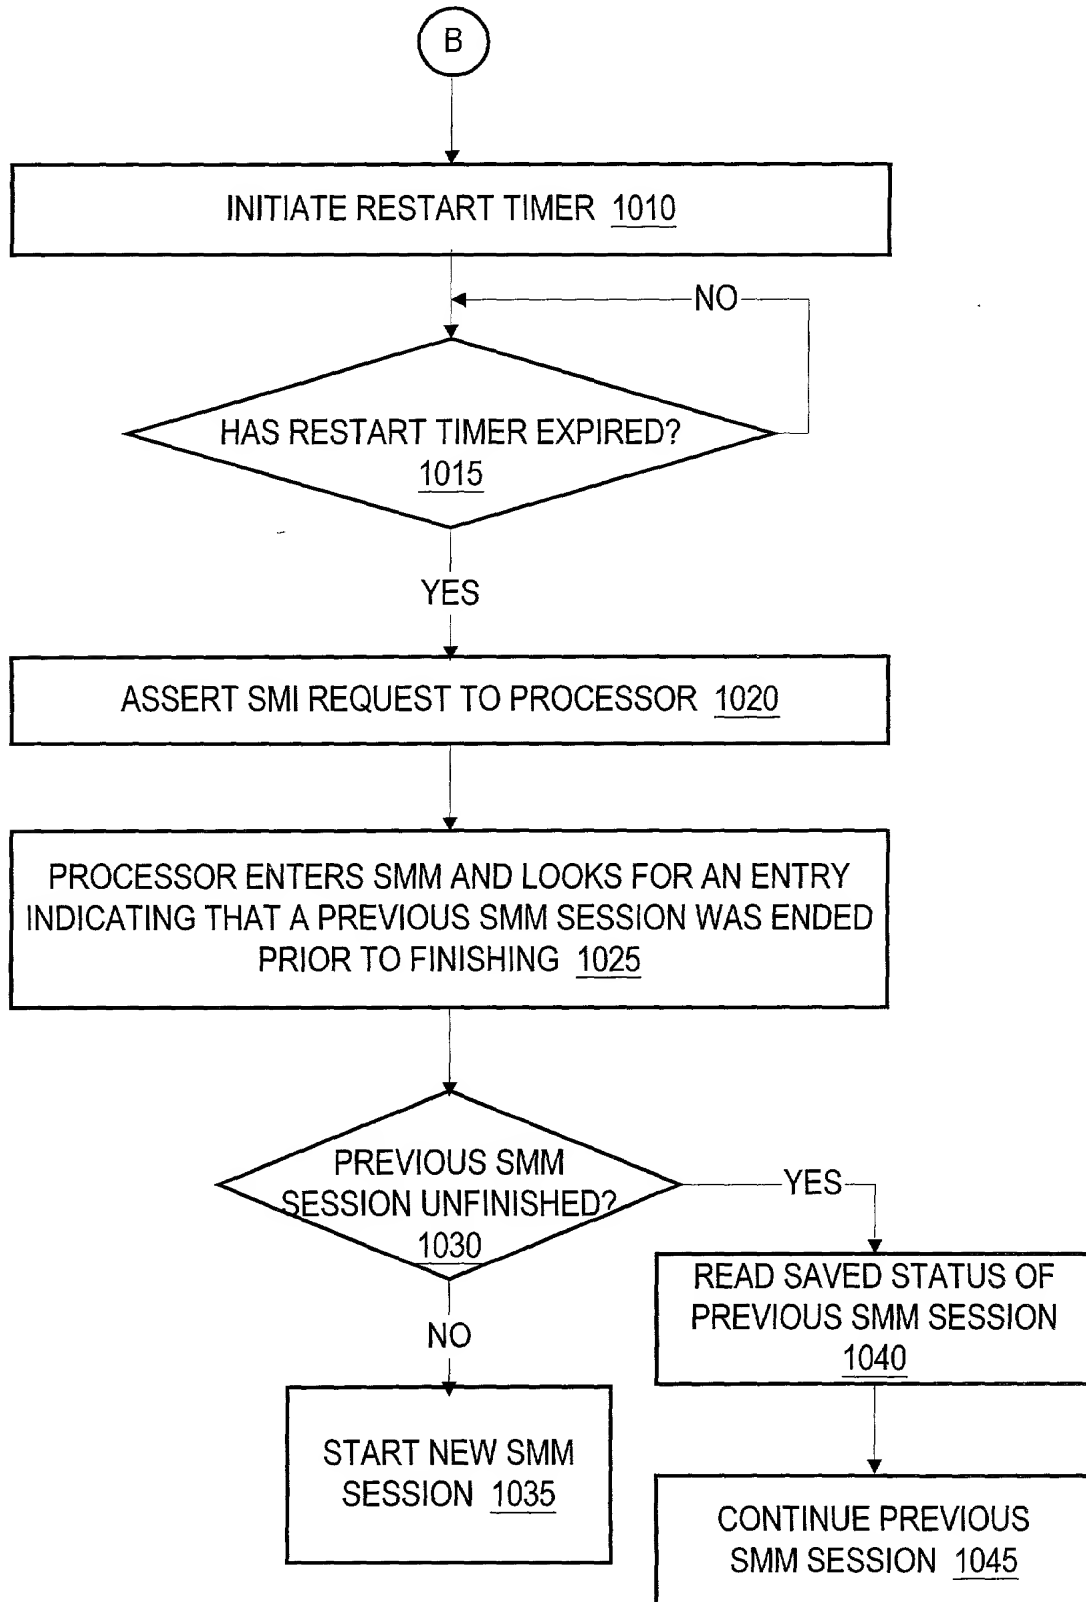 B
INITIATE RESTART TIMER 1010
NO
HAS RESTART TIMER EXPIRED?
1015
YES
ASSERT SMI REQUEST TO PROCESSOR 1020
PROCESSOR ENTERS SMM AND LOOKS FOR AN ENTRY
INDICATING THAT A PREVIOUS SMM SESSION WAS ENDED
PRIOR TO FINISHING 1025
PREVIOUS SMM
SESSION UNFINISHED?
1030
YES
READ SAVED STATUS OF
PREVIOUS SMM SESSION
1040
NO
START NEW SMM
SESSION 1035
CONTINUE PREVIOUS
SMM SESSION 1045